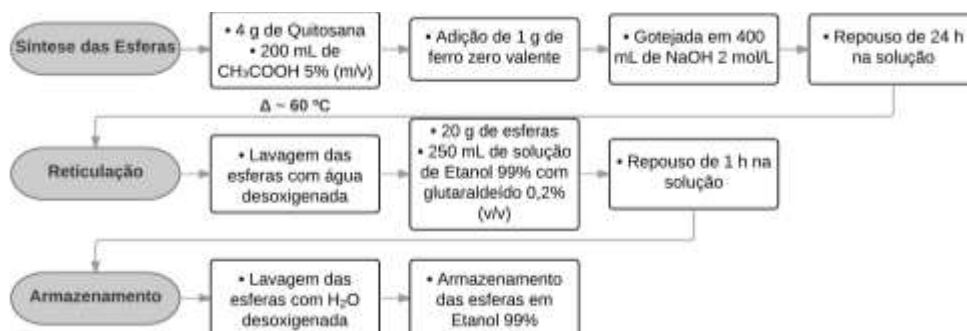 Síntese das Esferas
• 4 g de Quitosana
• 200 mL de
CH₃COOH 5% (m/v)
• Adição de 1 g de
ferro zero valente
• Gotejada em 400
mL de NaOH 2 mol/L
• Repouso de 24 h
na solução
Δ ~ 60 ºC
Reticulação
• Lavagem das
esferas com água
desoxigenada
• 20 g de esferas
• 250 mL de solução
de Etanol 99% com
glutaraldeído 0,2%
(v/v)
• Repouso de 1 h na
solução
Armazenamento
• Lavagem das
esferas com H₂O
desoxigenada
• Armazenamento
das esferas em
Etanol 99%